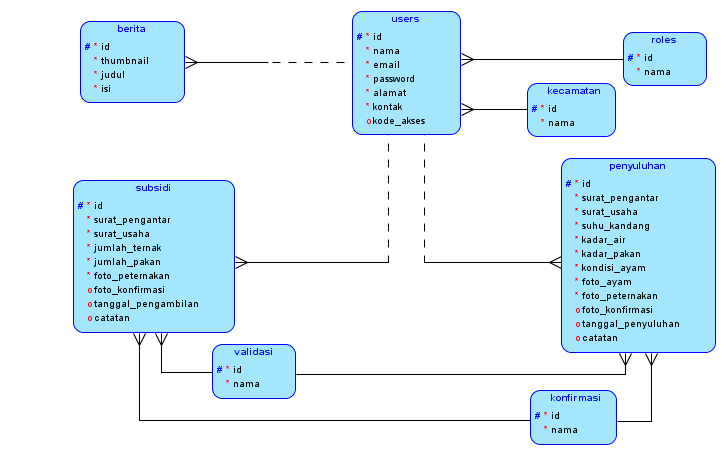 berita
# * id
* thumbnail
* judul
* isi
users
# * id
* nama
* email
* password
* alamat
* kontak
o kode_akses
roles
# * id
* nama
kecamatan
# * id
* nama
subsidi
# * id
* surat_pengantar
* surat_usaha
* jumlah_ternak
* jumlah_pakan
* foto_peternakan
o foto_konfirmasi
o tanggal_pengambilan
o catatan
penyuluhan
# * id
* surat_pengantar
* surat_usaha
* suhu_kandang
* kadar_air
* kadar_pakan
* kondisi_ayam
* foto_ayam
* foto_peternakan
o foto_konfirmasi
o tanggal_penyuluhan
o catatan
validasi
# * id
* nama
konfirmasi
# * id
* nama